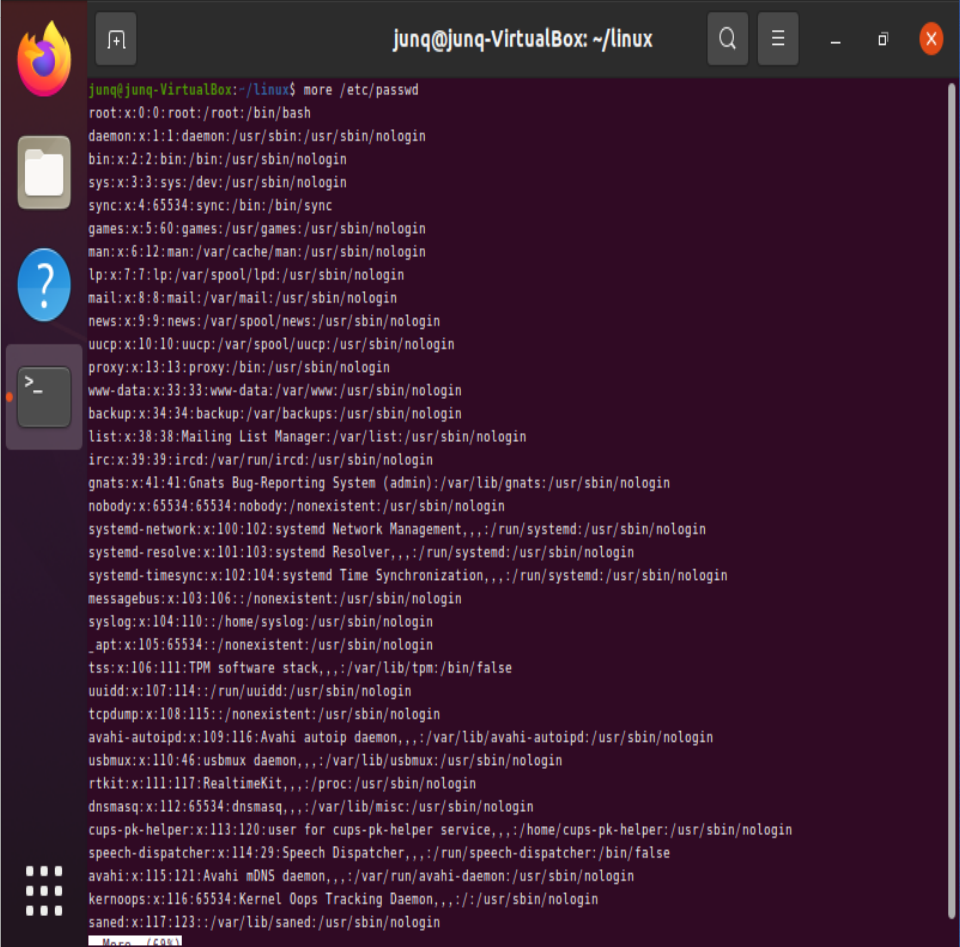 junq@junq-VirtualBox: ~/linux
junq@junq-VirtualBox:~/linux$ more /etc/passwd
root:x:0:0:root:/root:/bin/bash
daemon:x:1:1:daemon:/usr/sbin:/usr/sbin/nologin
bin:x:2:2:bin:/bin:/usr/sbin/nologin
sys:x:3:3:sys:/dev:/usr/sbin/nologin
sync:x:4:65534:sync:/bin:/bin/sync
games:x:5:60:games:/usr/games:/usr/sbin/nologin
man:x:6:12:man:/var/cache/man:/usr/sbin/nologin
lp:x:7:7:lp:/var/spool/lpd:/usr/sbin/nologin
mail:x:8:8:mail:/var/mail:/usr/sbin/nologin
news:x:9:9:news:/var/spool/news:/usr/sbin/nologin
uucp:x:10:10:uucp:/var/spool/uucp:/usr/sbin/nologin
proxy:x:13:13:proxy:/bin:/usr/sbin/nologin
www-data:x:33:33:www-data:/var/www:/usr/sbin/nologin
backup:x:34:34:backup:/var/backups:/usr/sbin/nologin
list:x:38:38:Mailing List Manager:/var/list:/usr/sbin/nologin
irc:x:39:39:ircd:/var/run/ircd:/usr/sbin/nologin
gnats:x:41:41:Gnats Bug-Reporting System (admin):/var/lib/gnats:/usr/sbin/nologin
nobody:x:65534:65534:nobody:/nonexistent:/usr/sbin/nologin
systemd-network:x:100:102:systemd Network Management,,,:/run/systemd:/usr/sbin/nologin
systemd-resolve:x:101:103:systemd Resolver,,,:/run/systemd:/usr/sbin/nologin
systemd-timesync:x:102:104:systemd Time Synchronization,,,:/run/systemd:/usr/sbin/nologin
messagebus:x:103:106::/nonexistent:/usr/sbin/nologin
syslog:x:104:110::/home/syslog:/usr/sbin/nologin
_apt:x:105:65534::/nonexistent:/usr/sbin/nologin
tss:x:106:111:TPM software stack,,,:/var/lib/tpm:/bin/false
uuidd:x:107:114::/run/uuidd:/usr/sbin/nologin
tcpdump:x:108:115::/nonexistent:/usr/sbin/nologin
avahi-autoipd:x:109:116:Avahi autoip daemon,,,:/var/lib/avahi-autoipd:/usr/sbin/nologin
usbmux:x:110:46:usbmux daemon,,,:/var/lib/usbmux:/usr/sbin/nologin
rtkit:x:111:117:RealtimeKit,,,:/proc:/usr/sbin/nologin
dnsmasq:x:112:65534:dnsmasq,,,:/var/lib/misc:/usr/sbin/nologin
cups-pk-helper:x:113:120:user for cups-pk-helper service,,,:/home/cups-pk-helper:/usr/sbin/nologin
speech-dispatcher:x:114:29:Speech Dispatcher,,,:/run/speech-dispatcher:/bin/false
avahi:x:115:121:Avahi mDNS daemon,,,:/var/run/avahi-daemon:/usr/sbin/nologin
kernoops:x:116:65534:Kernel Oops Tracking Daemon,,,:/:/usr/sbin/nologin
saned:x:117:123::/var/lib/saned:/usr/sbin/nologin
--More--(69%)